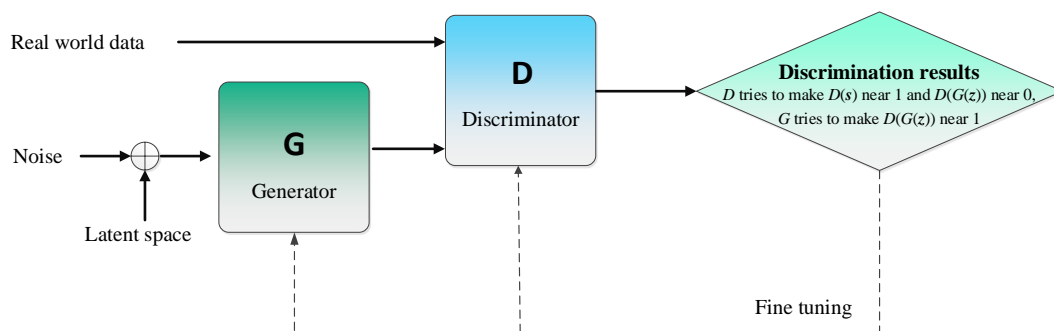 Real world data
D
Discriminator
Discrimination results
D tries to make D(s) near 1 and D(G(z)) near 0,
G tries to make D(G(z)) near 1
Noise
G
Generator
Latent space
Fine tuning